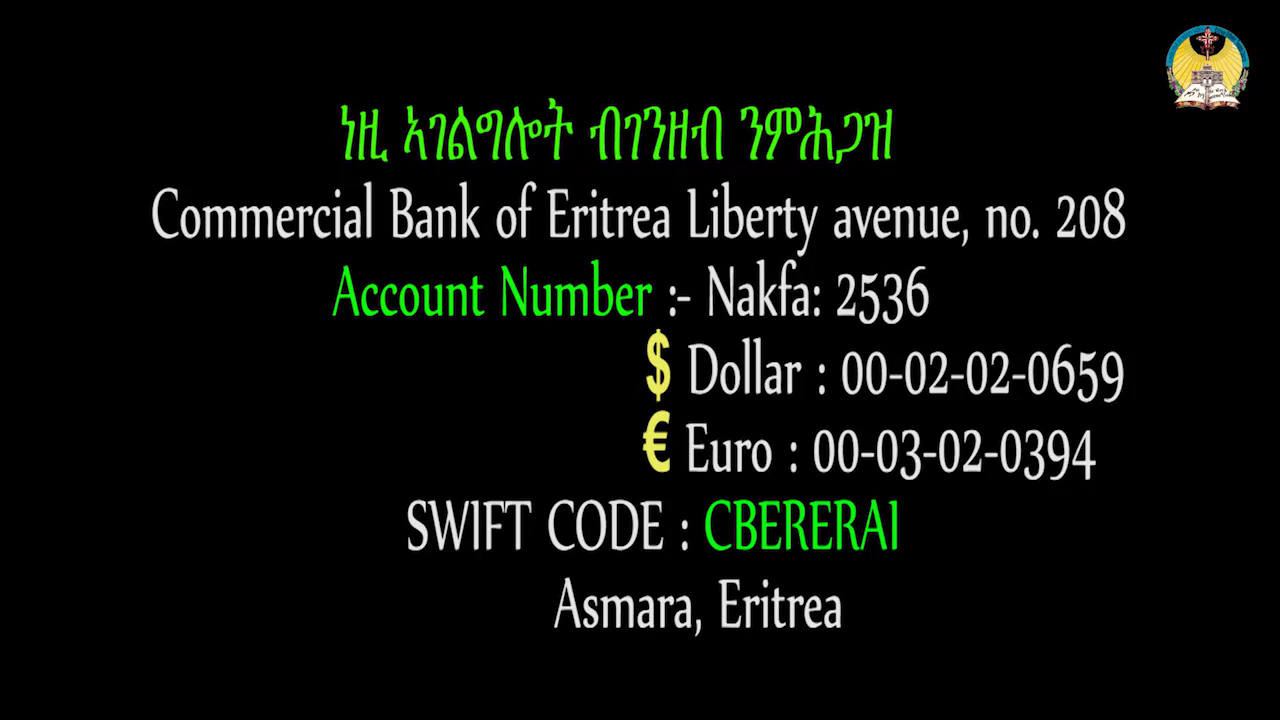 ነዚ ኣገልግሎት ብገንዘብ ንምሕጋዝ
Commercial Bank of Eritrea Liberty avenue, no. 208
Account Number :- Nakfa: 2536
$ Dollar : 00-02-02-0659
€ Euro : 00-03-02-0394
SWIFT CODE : CBERERAI
Asmara, Eritrea